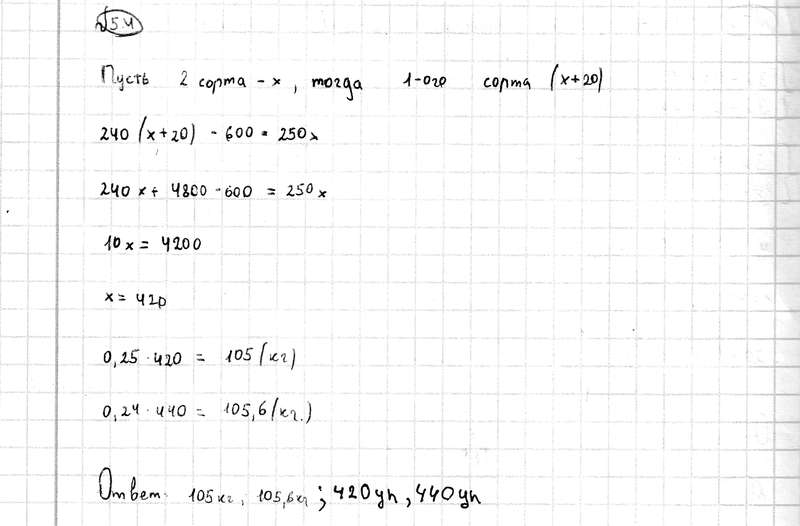 №54
Пусть 2 сорта - x, тогда 1-ого сорта (x+20)
240 (x+20) - 600 = 250x
240x + 4800 - 600 = 250x
10x = 4200
x = 420
0,25 · 420 = 105 (кг)
0,24 · 440 = 105,6 (кг.)
Ответ: 105 кг, 105,6 кг ; 420 уп, 440 уп